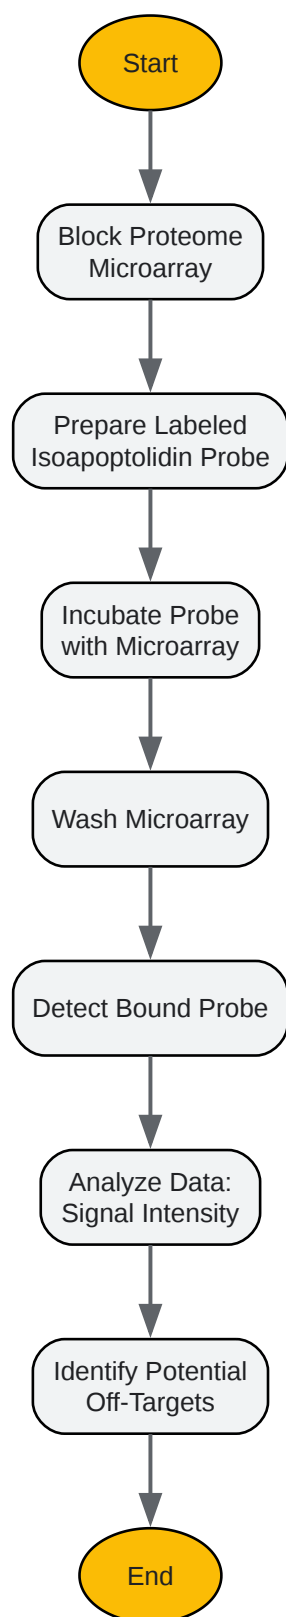 Start
Block Proteome
Microarray
Prepare Labeled
Isoapoptolidin Probe
Incubate Probe
with Microarray
Wash Microarray
Detect Bound Probe
Analyze Data:
Signal Intensity
Identify Potential
Off-Targets
End